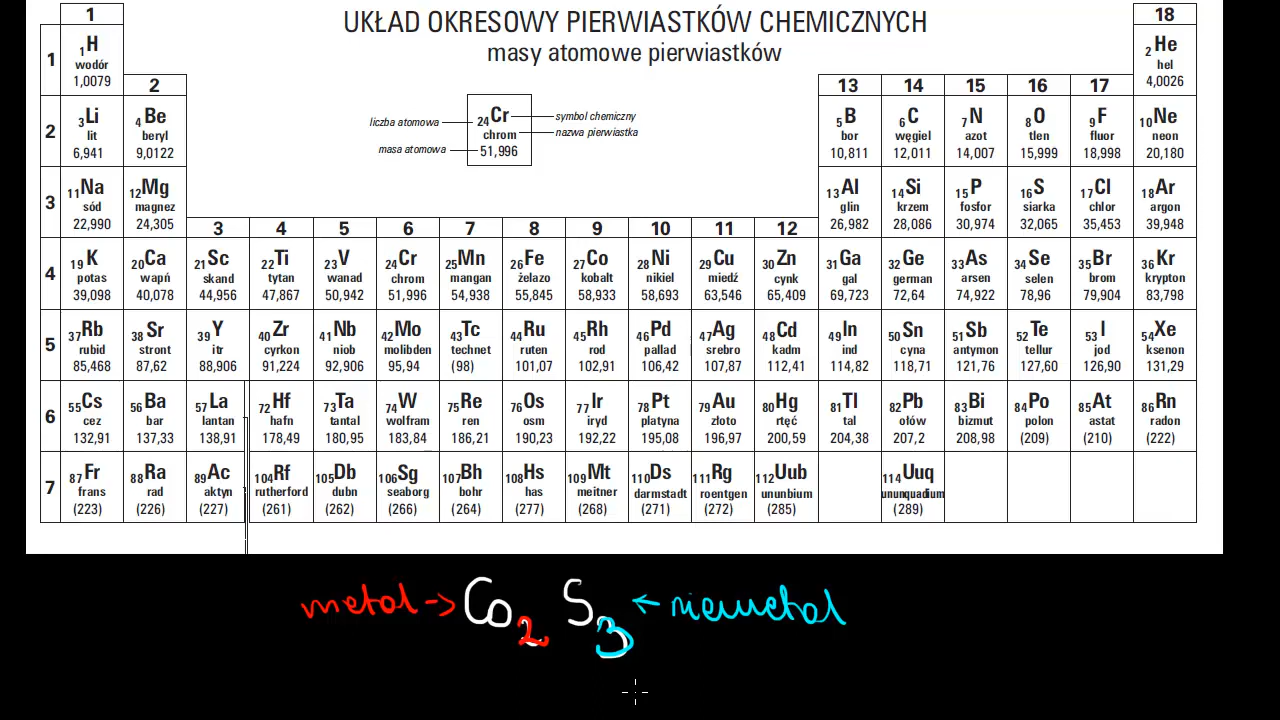 UKŁAD OKRESOWY PIERWIASTKÓW CHEMICZNYCH
masy atomowe pierwiastków
1 18
1 1H wodór 1,0079 2He hel 4,0026
2 13 14 15 16 17
liczba atomowa 24Cr symbol chemiczny
chrom nazwa pierwiastka
masa atomowa 51,996
2 3Li 4Be 5B 6C 7N 8O 9F 10Ne
lit beryl bor węgiel azot tlen fluor neon
6,941 9,0122 10,811 12,011 14,007 15,999 18,998 20,180
3 11Na 12Mg 13Al 14Si 15P 16S 17Cl 18Ar
sód magnez glin krzem fosfor siarka chlor argon
22,990 24,305 26,982 28,086 30,974 32,065 35,453 39,948
3 4 5 6 7 8 9 10 11 12
4 19K 20Ca 21Sc 22Ti 23V 24Cr 25Mn 26Fe 27Co 28Ni 29Cu 30Zn 31Ga 32Ge 33As 34Se 35Br 36Kr
potas wapń skand tytan wanad chrom mangan żelazo kobalt nikiel miedź cynk gal german arsen selen brom krypton
39,098 40,078 44,956 47,867 50,942 51,996 54,938 55,845 58,933 58,693 63,546 65,409 69,723 72,64 74,922 78,96 79,904 83,798
5 37Rb 38Sr 39Y 40Zr 41Nb 42Mo 43Tc 44Ru 45Rh 46Pd 47Ag 48Cd 49In 50Sn 51Sb 52Te 53I 54Xe
rubid stront itr cyrkon niob molibden technet ruten rod pallad srebro kadm ind cyna antymon tellur jod ksenon
85,468 87,62 88,906 91,224 92,906 95,94 (98) 101,07 102,91 106,42 107,87 112,41 114,82 118,71 121,76 127,60 126,90 131,29
6 55Cs 56Ba 57La 72Hf 73Ta 74W 75Re 76Os 77Ir 78Pt 79Au 80Hg 81Tl 82Pb 83Bi 84Po 85At 86Rn
cez bar lantan hafn tantal wolfram ren osm iryd platyna złoto rtęć tal ołów bizmut polon astat radon
132,91 137,33 138,91 178,49 180,95 183,84 186,21 190,23 192,22 195,08 196,97 200,59 204,38 207,2 208,98 (209) (210) (222)
7 87Fr 88Ra 89Ac 104Rf 105Db 106Sg 107Bh 108Hs 109Mt 110Ds 111Rg 112Uub 114Uuq
frans rad aktyn rutherford dubn seaborg bohr has meitner darmstadt roentgen ununbium ununquadium
(223) (226) (227) (261) (262) (266) (264) (277) (268) (271) (272) (285) (289)
metal → Co2 S3 ← niemetal